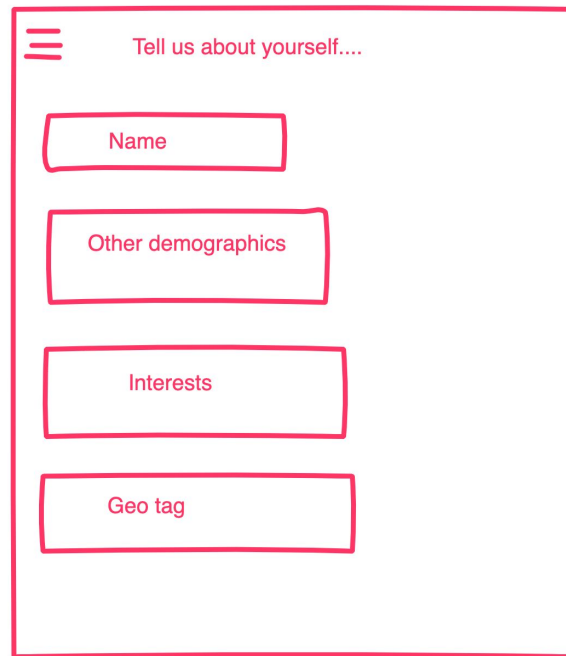 Tell us about yourself....
Name
Other demographics
Interests
Geo tag